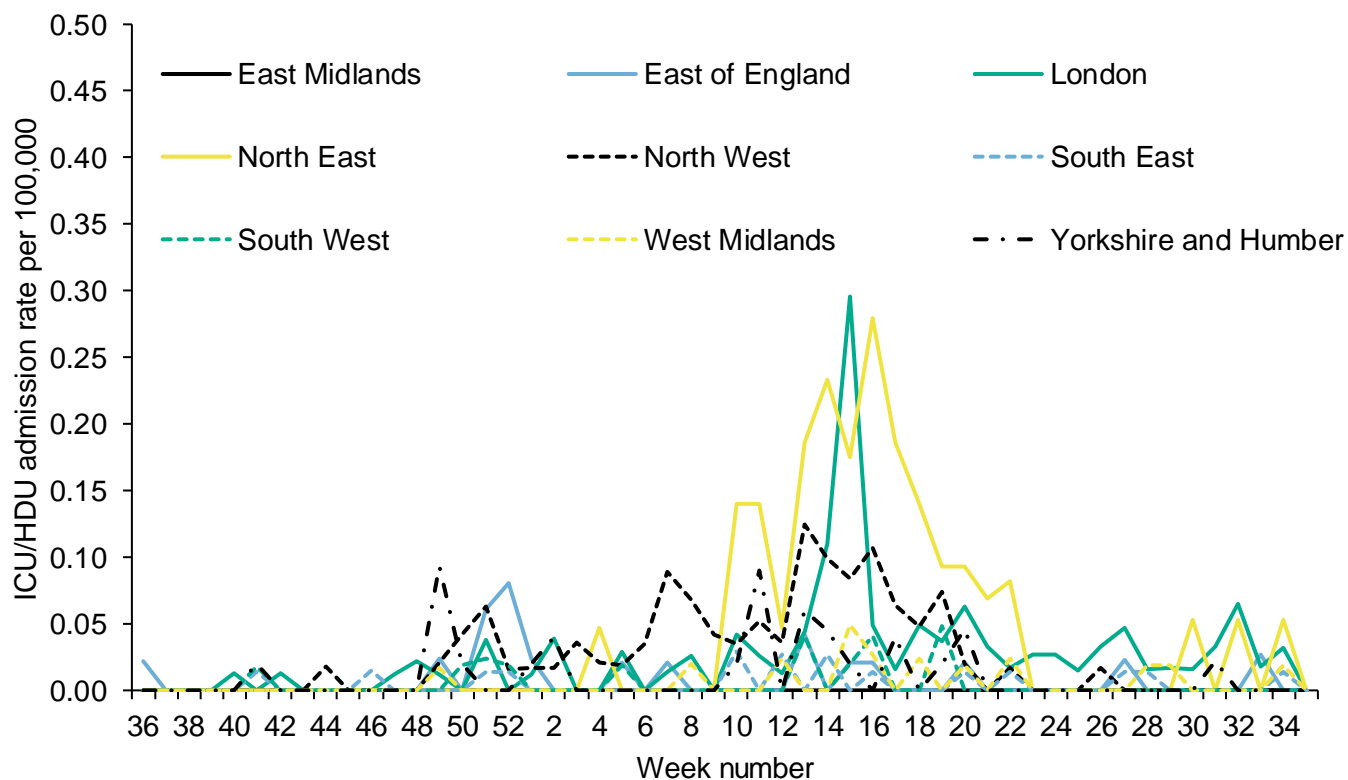 0.50
0.45
0.40
0.35
0.30
0.25
0.20
0.15
0.10
0.05
0.00
ICU/HDU admission rate per 100,000
East Midlands East of England London
North East North West South East
South West West Midlands Yorkshire and Humber
36 38 40 42 44 46 48 50 52 2 4 6 8 10 12 14 16 18 20 22 24 26 28 30 32 34
Week number